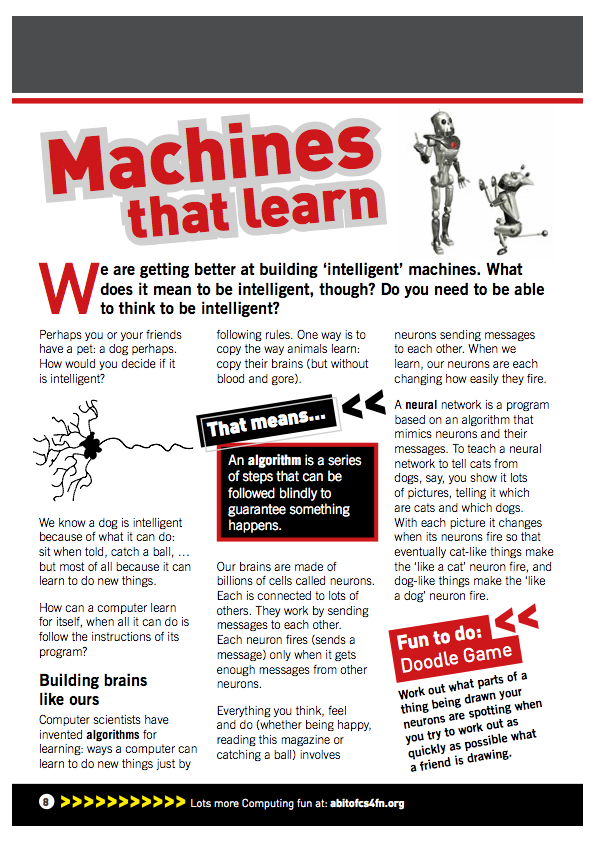 Machines
that learn
We are getting better at building ‘intelligent’ machines. What
does it mean to be intelligent, though? Do you need to be able
to think to be intelligent?
Perhaps you or your friends
have a pet: a dog perhaps.
How would you decide if it
is intelligent?
We know a dog is intelligent
because of what it can do:
sit when told, catch a ball, ...
but most of all because it can
learn to do new things.
How can a computer learn
for itself, when all it can do is
follow the instructions of its
program?
Building brains
like ours
Computer scientists have
invented algorithms for
learning: ways a computer can
learn to do new things just by
following rules. One way is to
copy the way animals learn:
copy their brains (but without
blood and gore).
That means...
An algorithm is a series
of steps that can be
followed blindly to
guarantee something
happens.
Our brains are made of
billions of cells called neurons.
Each is connected to lots of
others. They work by sending
messages to each other.
Each neuron fires (sends a
message) only when it gets
enough messages from other
neurons.
Everything you think, feel
and do (whether being happy,
reading this magazine or
catching a ball) involves
neurons sending messages
to each other. When we
learn, our neurons are each
changing how easily they fire.
A neural network is a program
based on an algorithm that
mimics neurons and their
messages. To teach a neural
network to tell cats from
dogs, say, you show it lots
of pictures, telling it which
are cats and which dogs.
With each picture it changes
when its neurons fire so that
eventually cat-like things make
the ‘like a cat’ neuron fire, and
dog-like things make the ‘like
a dog’ neuron fire.
Fun to do:
Doodle Game
Work out what parts of a
thing being drawn your
neurons are spotting when
you try to work out as
quickly as possible what
a friend is drawing.
8 >>>>>>>>>>> Lots more Computing fun at: abitofcs4fn.org